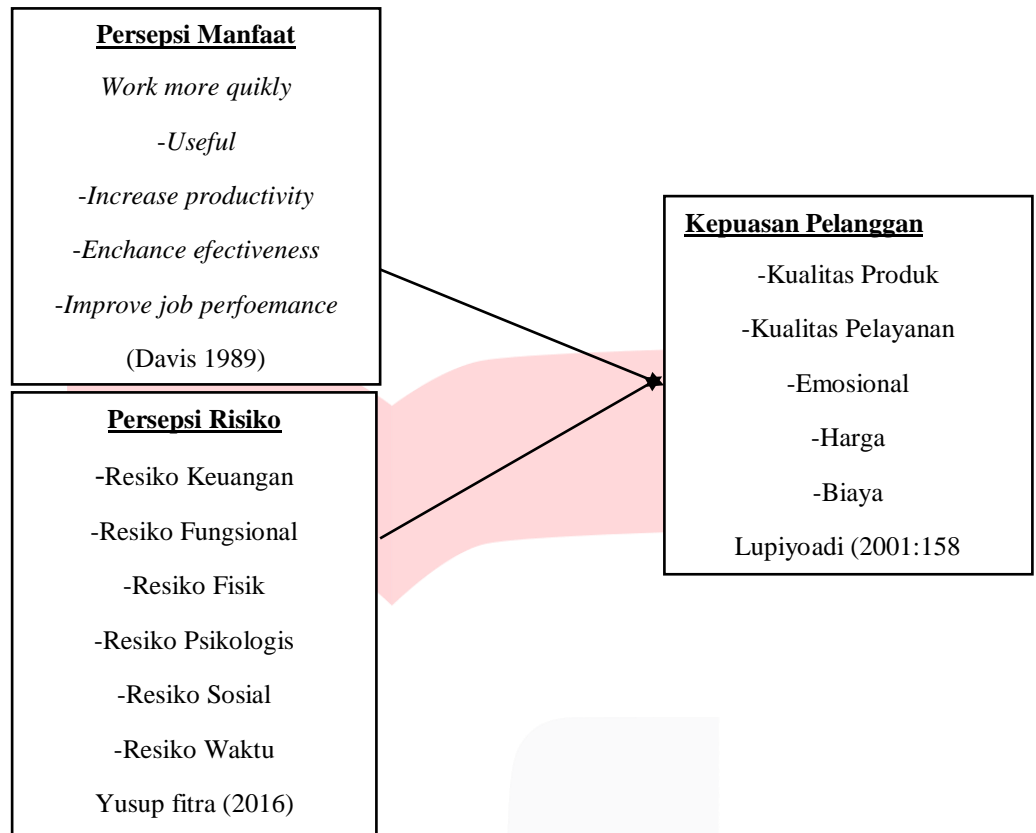 Persepsi Manfaat
Work more quikly
-Useful
-Increase productivity
-Enchance efectiveness
-Improve job perfoemance
(Davis 1989)
Persepsi Risiko
-Resiko Keuangan
-Resiko Fungsional
-Resiko Fisik
-Resiko Psikologis
-Resiko Sosial
-Resiko Waktu
Yusup fitra (2016)
Kepuasan Pelanggan
-Kualitas Produk
-Kualitas Pelayanan
-Emosional
-Harga
-Biaya
Lupiyoadi (2001:158